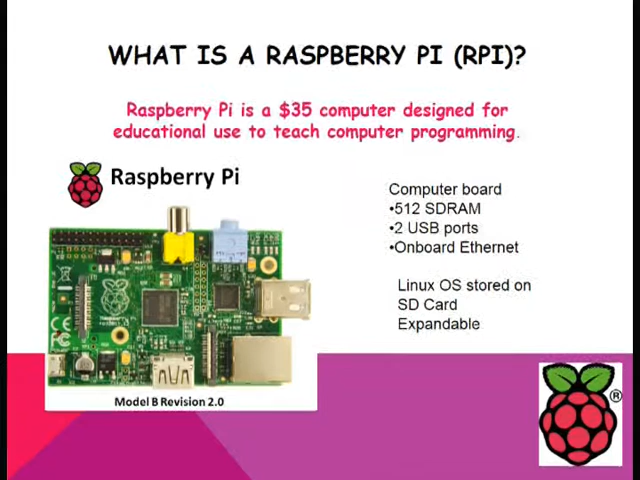 WHAT IS A RASPBERRY PI (RPI)?
Raspberry Pi is a $35 computer designed for
educational use to teach computer programming.
Raspberry Pi
Computer board
•512 SDRAM
•2 USB ports
•Onboard Ethernet
Linux OS stored on
SD Card
Expandable
Model B Revision 2.0
®